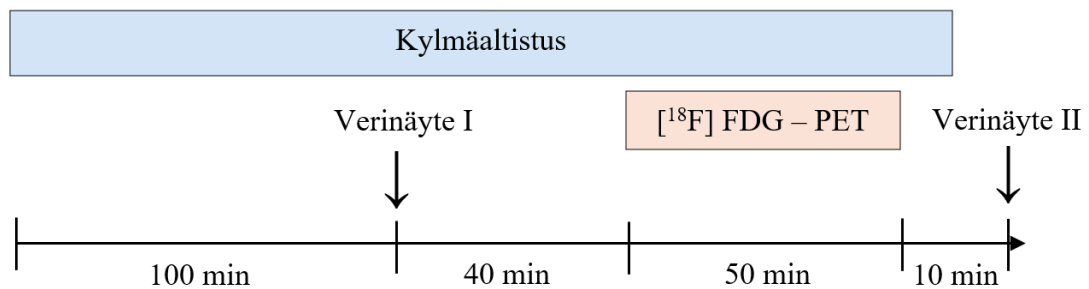 Kylmäaltistus
Verinäyte I
[¹⁸F] FDG – PET
Verinäyte II
100 min
40 min
50 min
10 min